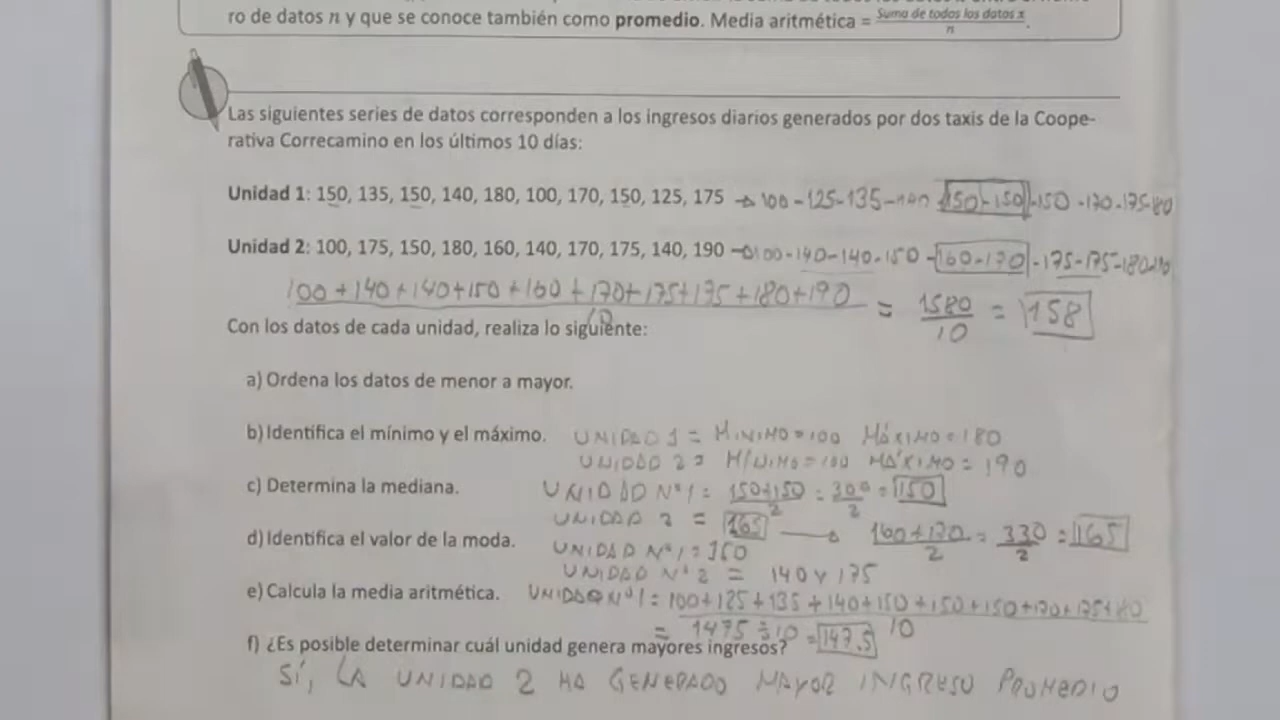 ro de datos n y que se conoce también como promedio. Media aritmética = Suma de todos los datos x / n.
Las siguientes series de datos corresponden a los ingresos diarios generados por dos taxis de la Coope-
rativa Correcamino en los últimos 10 días:
Unidad 1: 150, 135, 150, 140, 180, 100, 170, 150, 125, 175 → 100-125-135-140 150-150-150-170-175-180
Unidad 2: 100, 175, 150, 180, 160, 140, 170, 175, 140, 190 → 100-140-140-150-160-170-175-175-180-190
100+140+140+150+160+170+175+175+180+190 / 10 = 1580/10 = 158
Con los datos de cada unidad, realiza lo siguiente:
a) Ordena los datos de menor a mayor.
b) Identifica el mínimo y el máximo. UNIDAD 1 = MINIMO=100 MÁXIMO=180
UNIDAD 2= MÍNIMO=100 MÁXIMO=190
c) Determina la mediana. UNIDAD N°1= 150+150/2 = 300/2 = 150
UNIDAD 2 = 165 → 160+170/2 = 330/2 = 165
d) Identifica el valor de la moda. UNIDAD N°1=150
UNIDAD N°2 = 140 Y 175
e) Calcula la media aritmética. UNIDAD N°1= 100+125+135+140+150+150+150+170+175+180 / 10
= 1475÷10 = 147.5
f) ¿Es posible determinar cuál unidad genera mayores ingresos?
SÍ, LA UNIDAD 2 HA GENERADO MAYOR INGRESO PROMEDIO